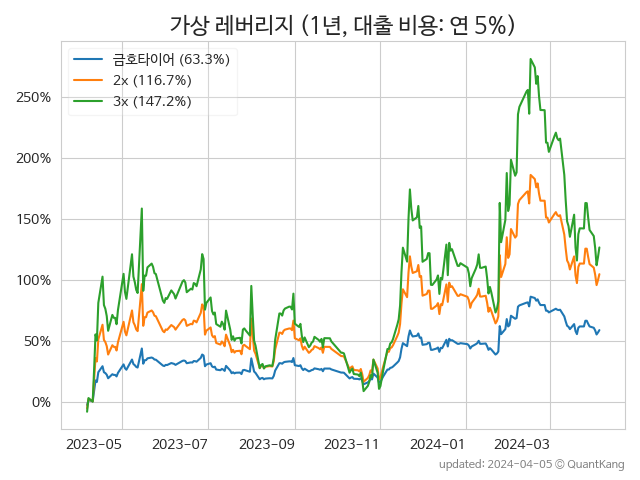 가상 레버리지 (1년, 대출 비용: 연 5%)
금호타이어 (63.3%)
2x (116.7%)
3x (147.2%)
250%
200%
150%
100%
50%
0%
2023-05 2023-07 2023-09 2023-11 2024-01 2024-03
updated: 2024-04-05 © QuantKang